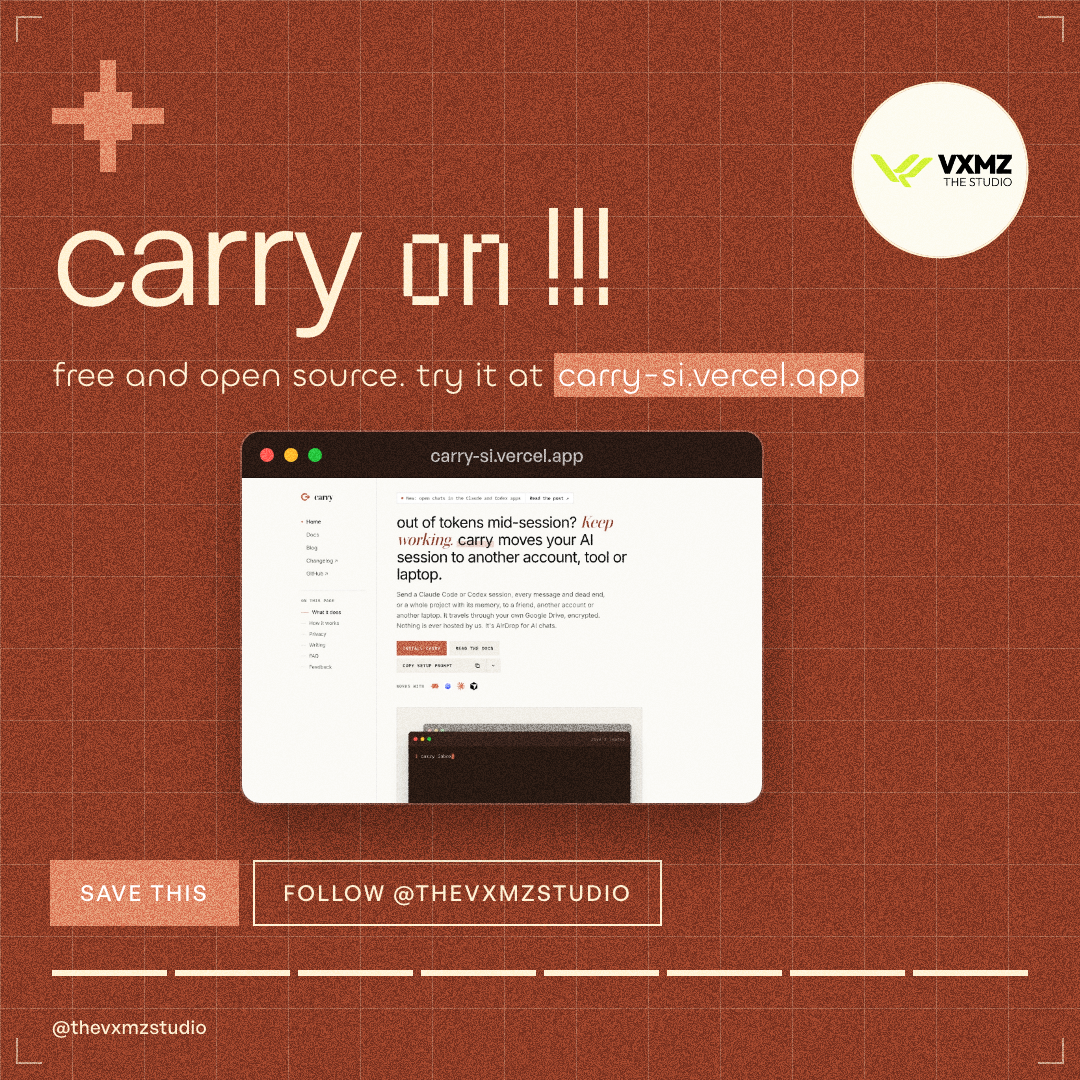 VXMZ
THE STUDIO
carry on !!!
free and open source. try it at carry-si.vercel.app
carry-si.vercel.app
carry
Home
Docs
Blog
Changelog ↗
GitHub ↗
ON THIS PAGE
What it does
How it works
Privacy
Writing
FAQ
Feedback
New: open chats in the Claude and Codex apps Read the post
out of tokens mid-session? Keep
working. carry moves your AI
session to another account, tool or
laptop.
Send a Claude Code or Codex session, every message and dead end,
or a whole project with its memory, to a friend, another account or
another laptop. It travels through your own Google Drive, encrypted.
Nothing is ever hosted by us. It's AirDrop for AI chats.
INSTALL CARRY READ THE DOCS
COPY SETUP PROMPT
WORKS WITH
carry inbox
SAVE THIS
FOLLOW @THEVXMZSTUDIO
@thevxmzstudio